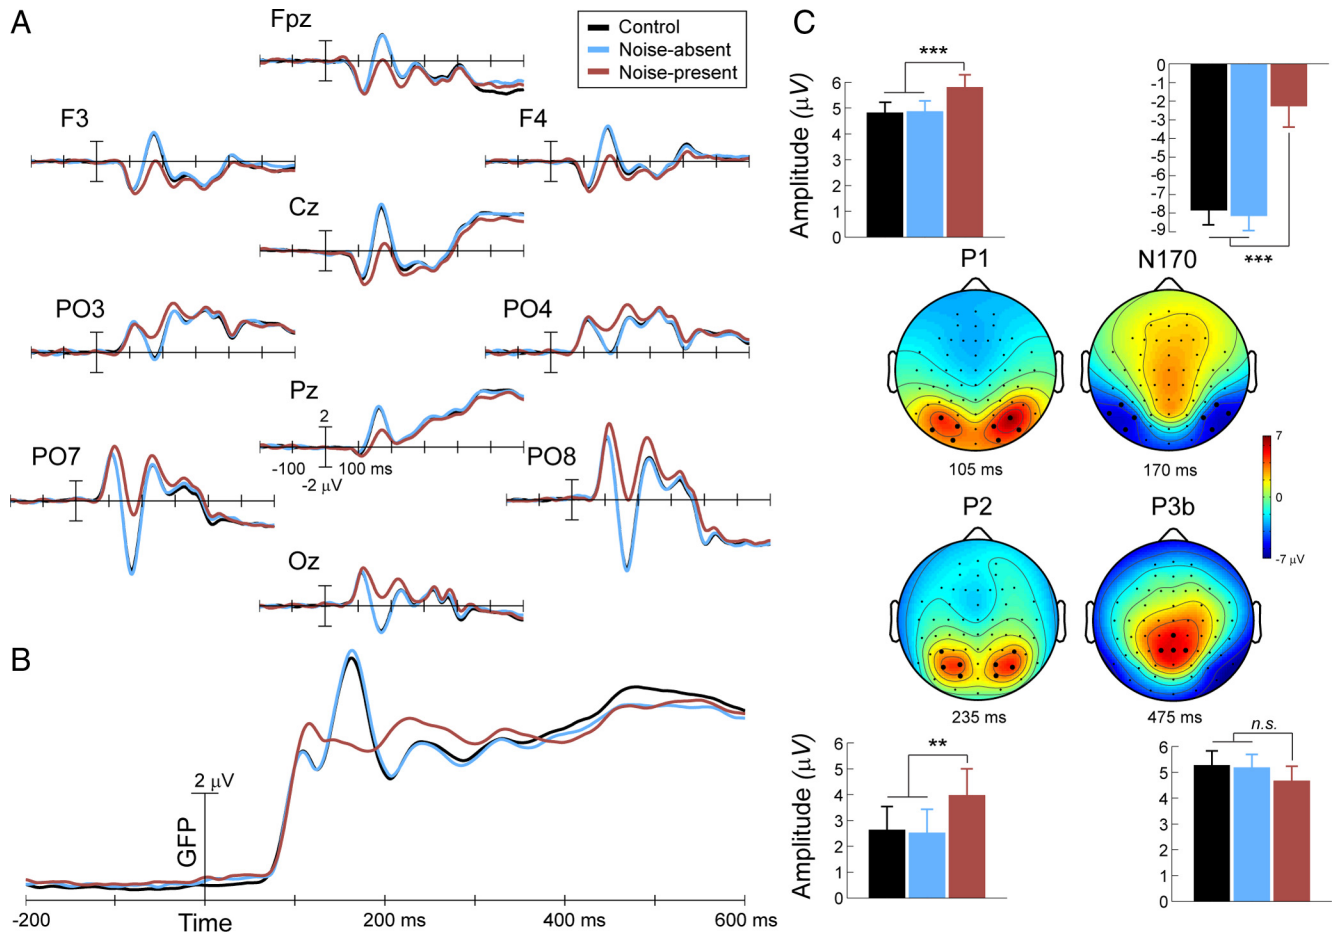 A
Fpz
Control
Noise-absent
Noise-present
F3
F4
Cz
PO3
PO4
Pz
2
-100
100 ms
-2 μV
PO7
PO8
Oz
B
2 μV
GFP
-200
Time
200 ms
400 ms
600 ms
C
***
Amplitude (μV)
6
5
4
3
2
1
0
0
-1
-2
-3
-4
-5
-6
-7
-8
-9
***
P1
N170
105 ms
170 ms
7
0
-7 μV
P2
P3b
235 ms
475 ms
**
Amplitude (μV)
6
5
4
3
2
1
0
n.s.
6
5
4
3
2
1
0